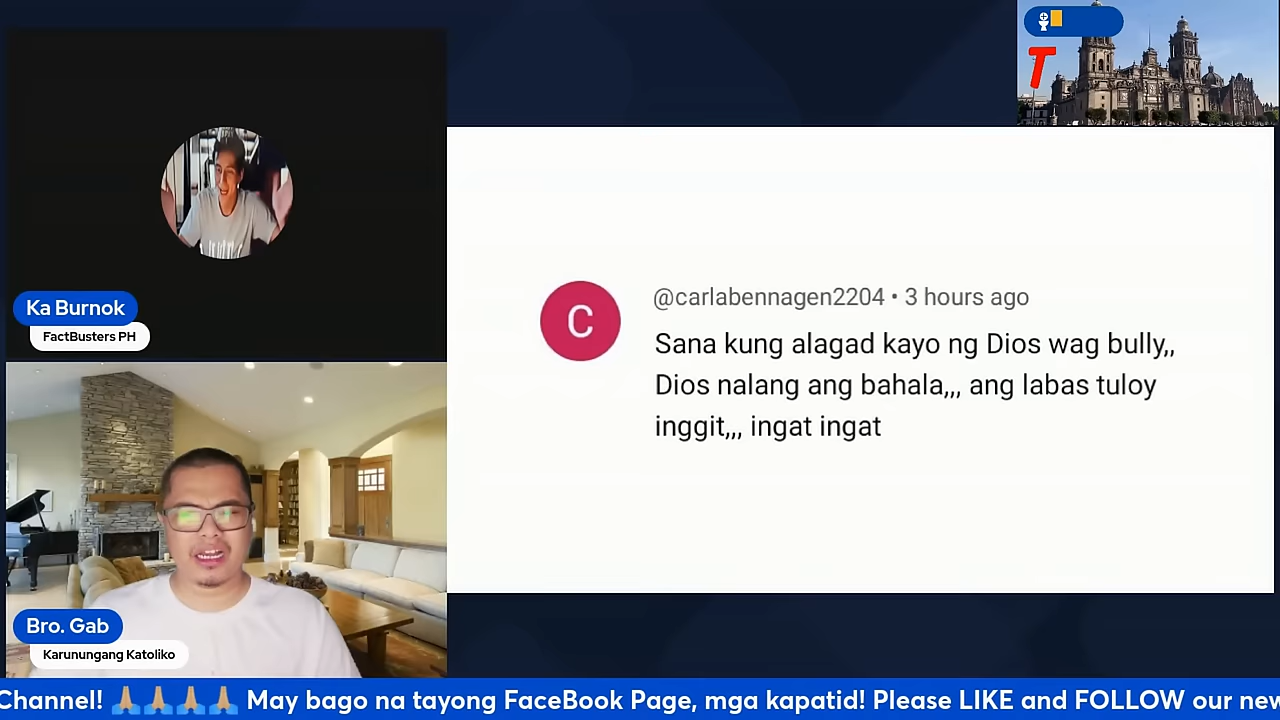 T
Ka Burnok
FactBusters PH
@carlabennagen2204 • 3 hours ago
C
Sana kung alagad kayo ng Dios wag bully,,
Dios nalang ang bahala,,, ang labas tuloy
inggit,,, ingat ingat
Bro. Gab
Karunungang Katoliko
Channel! 🙏🙏🙏🙏 May bago na tayong FaceBook Page, mga kapatid! Please LIKE and FOLLOW our new